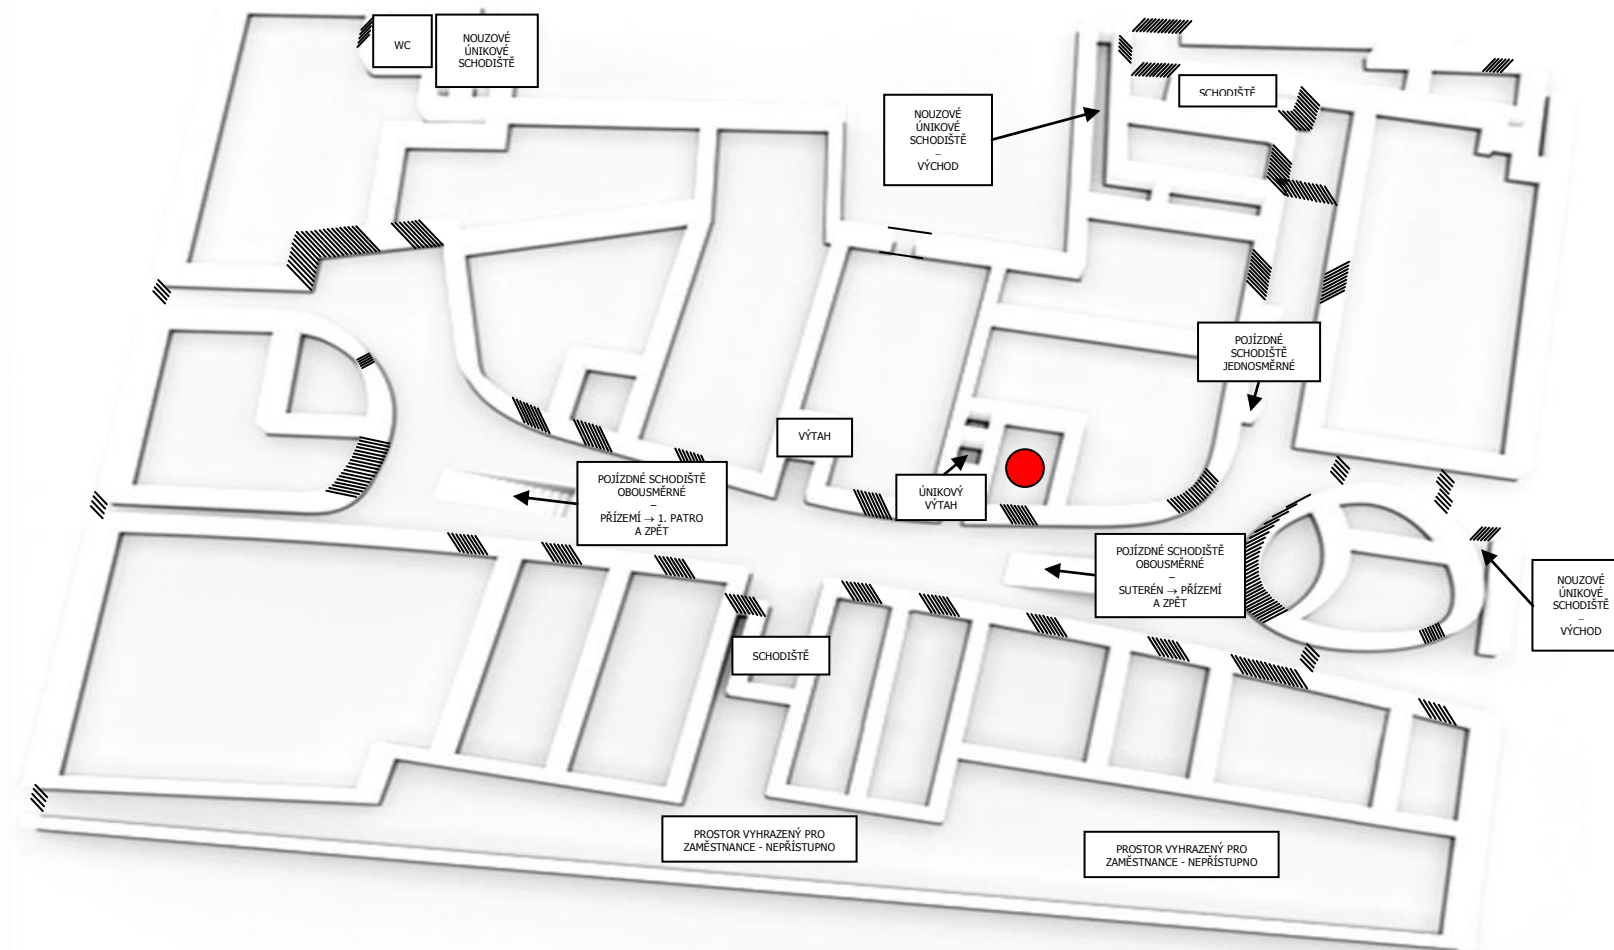 WC
NOUZOVÉ
ÚNIKOVÉ
SCHODIŠTĚ
SCHODIŠTĚ
NOUZOVÉ
ÚNIKOVÉ
SCHODIŠTĚ
–
VÝCHOD
POJÍZDNÉ
SCHODIŠTĚ
JEDNOSMĚRNÉ
VÝTAH
POJÍZDNÉ SCHODIŠTĚ
OBOUSMĚRNÉ
–
PŘÍZEMÍ → 1. PATRO
A ZPĚT
ÚNIKOVÝ
VÝTAH
POJÍZDNÉ SCHODIŠTĚ
OBOUSMĚRNÉ
–
SUTERÉN → PŘÍZEMÍ
A ZPĚT
NOUZOVÉ
ÚNIKOVÉ
SCHODIŠTĚ
–
VÝCHOD
SCHODIŠTĚ
PROSTOR VYHRAZENÝ PRO
ZAMĚSTNANCE - NEPŘÍSTUPNO
PROSTOR VYHRAZENÝ PRO
ZAMĚSTNANCE - NEPŘÍSTUPNO